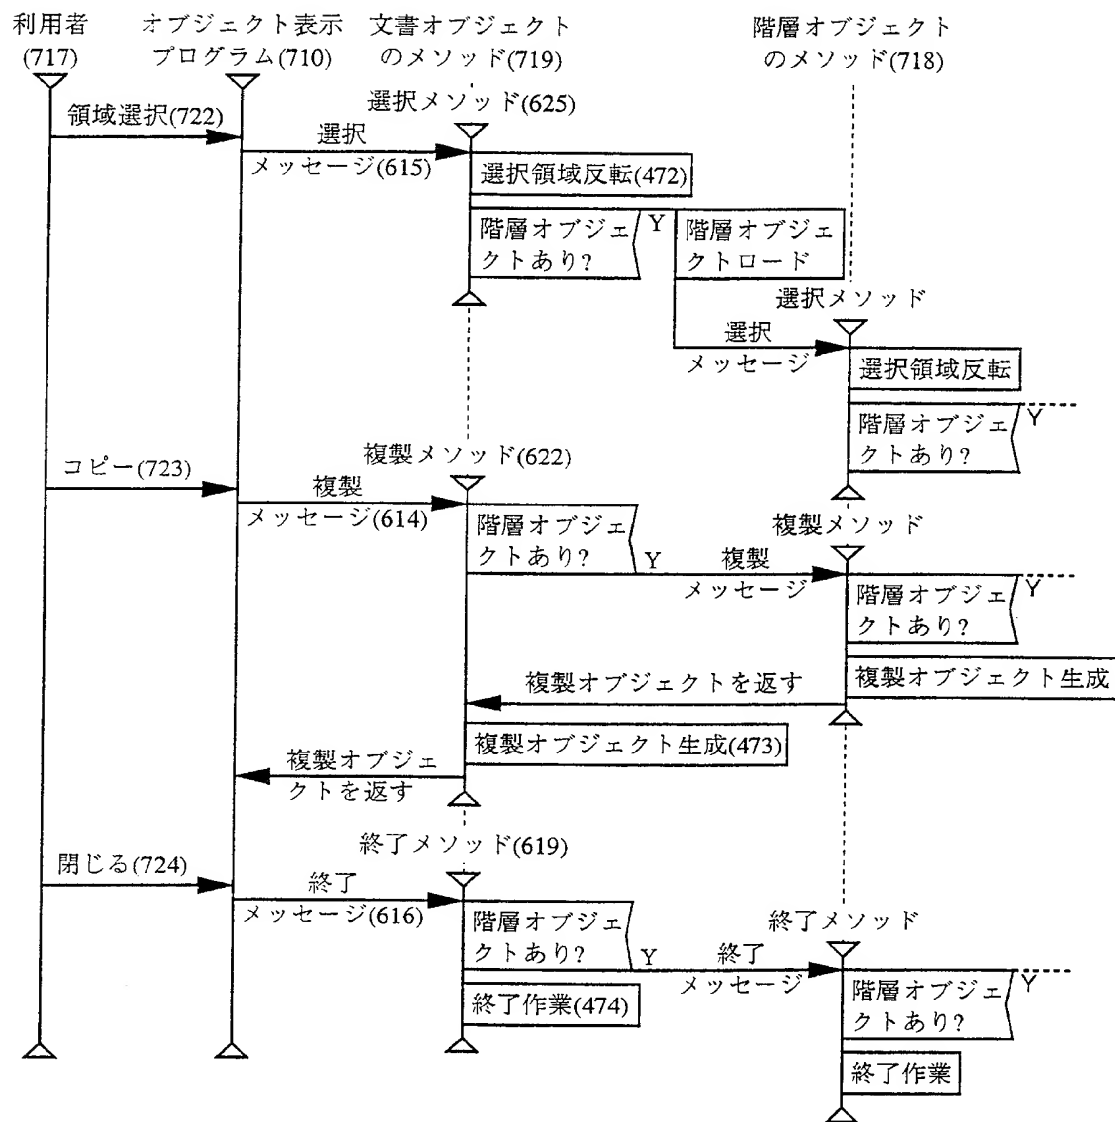 利用者
(717)
オブジェクト表示
プログラム(710)
文書オブジェクト
のメソッド(719)
階層オブジェクト
のメソッド(718)
選択メソッド(625)
領域選択(722)
選択
メッセージ(615)
選択領域反転(472)
階層オブジェ
クトあり?
Y
階層オブジェ
クトロード
選択メソッド
選択
メッセージ
選択領域反転
階層オブジェ
クトあり?
Y
複製メソッド(622)
コピー(723)
複製
メッセージ(614)
階層オブジェ
クトあり?
Y
複製
メッセージ
複製メソッド
階層オブジェ
クトあり?
Y
複製オブジェクト生成
複製オブジェクトを返す
複製オブジェクト生成(473)
複製オブジェ
クトを返す
終了メソッド(619)
閉じる(724)
終了
メッセージ(616)
階層オブジェ
クトあり?
Y
終了
メッセージ
終了メソッド
階層オブジェ
クトあり?
Y
終了作業(474)
終了作業